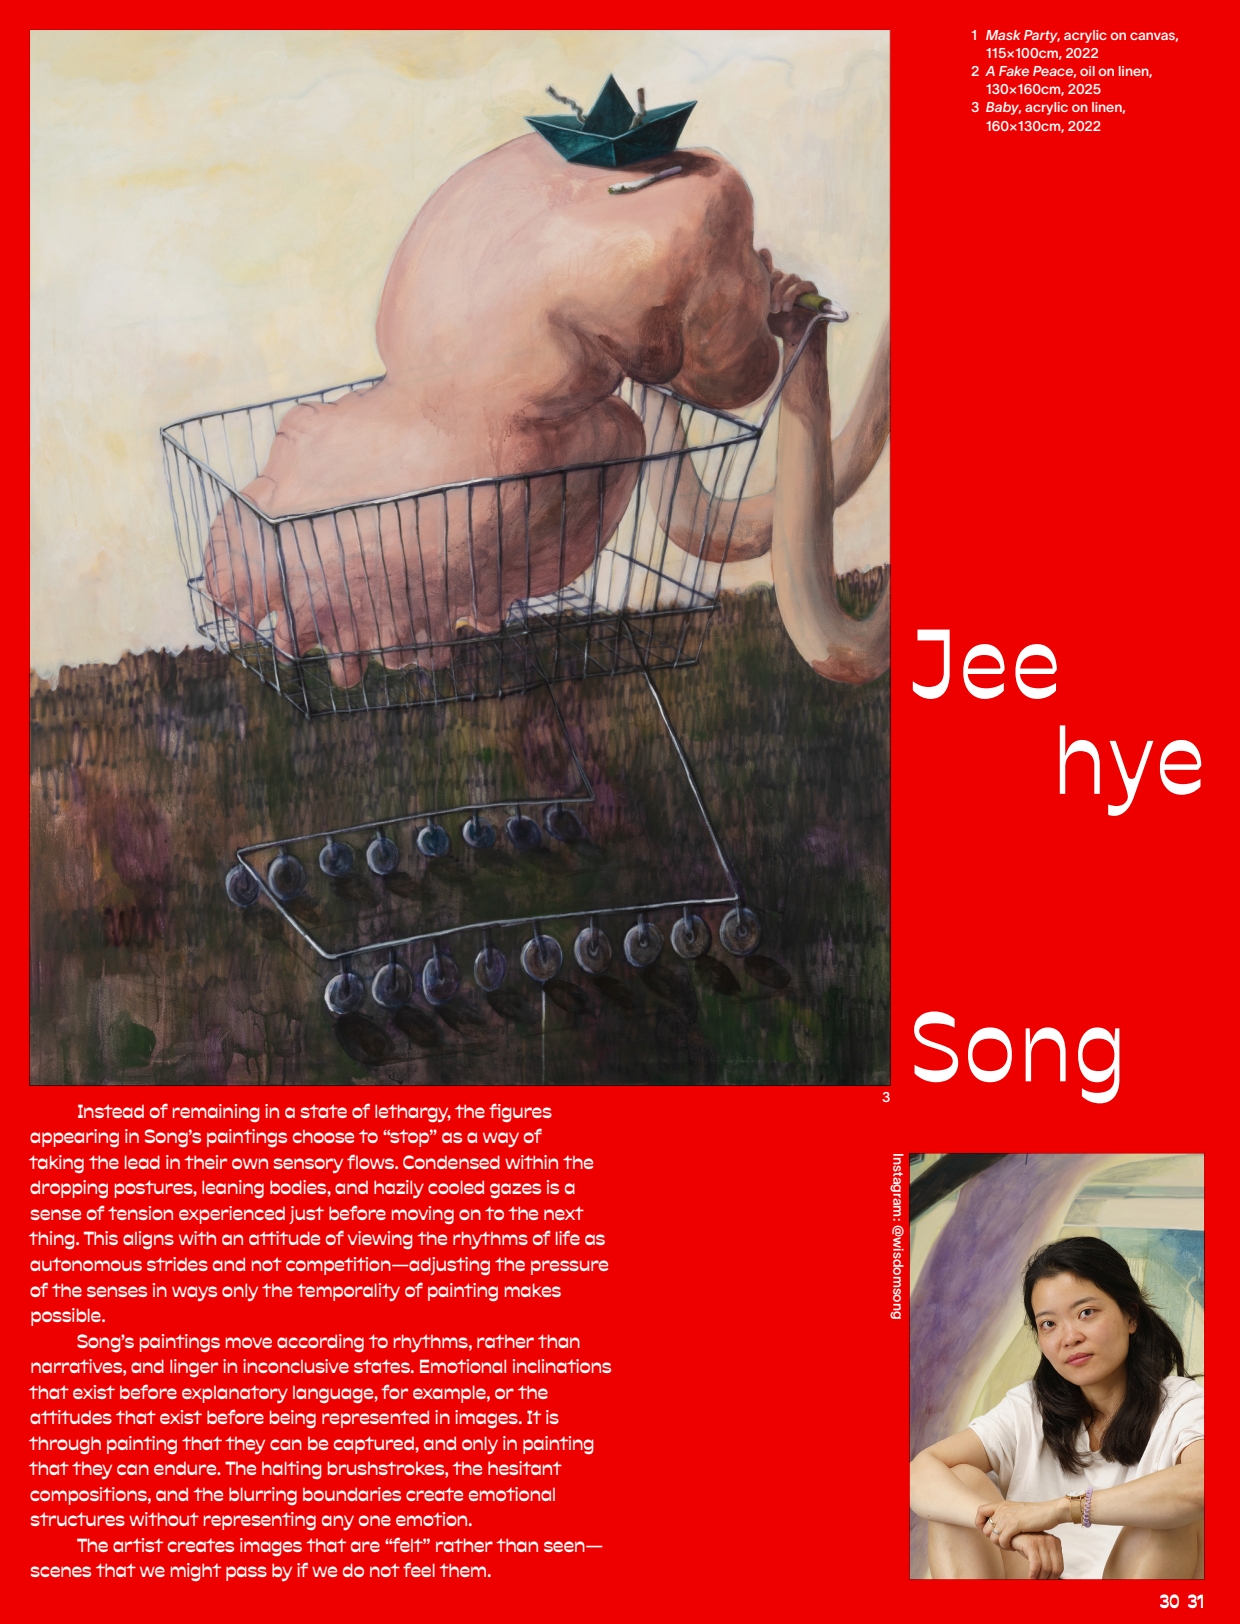 1 Mask Party, acrylic on canvas,
115×100cm, 2022
2 A Fake Peace, oil on linen,
130×160cm, 2025
3 Baby, acrylic on linen,
160×130cm, 2022
Jee
hye
Song
3
Instead of remaining in a state of lethargy, the figures
appearing in Song’s paintings choose to “stop” as a way of
taking the lead in their own sensory flows. Condensed within the
dropping postures, leaning bodies, and hazily cooled gazes is a
sense of tension experienced just before moving on to the next
thing. This aligns with an attitude of viewing the rhythms of life as
autonomous strides and not competition—adjusting the pressure
of the senses in ways only the temporality of painting makes
possible.
Song’s paintings move according to rhythms, rather than
narratives, and linger in inconclusive states. Emotional inclinations
that exist before explanatory language, for example, or the
attitudes that exist before being represented in images. It is
through painting that they can be captured, and only in painting
that they can endure. The halting brushstrokes, the hesitant
compositions, and the blurring boundaries create emotional
structures without representing any one emotion.
The artist creates images that are “felt” rather than seen—
scenes that we might pass by if we do not feel them.
Instagram: @wisdomsong
30 31